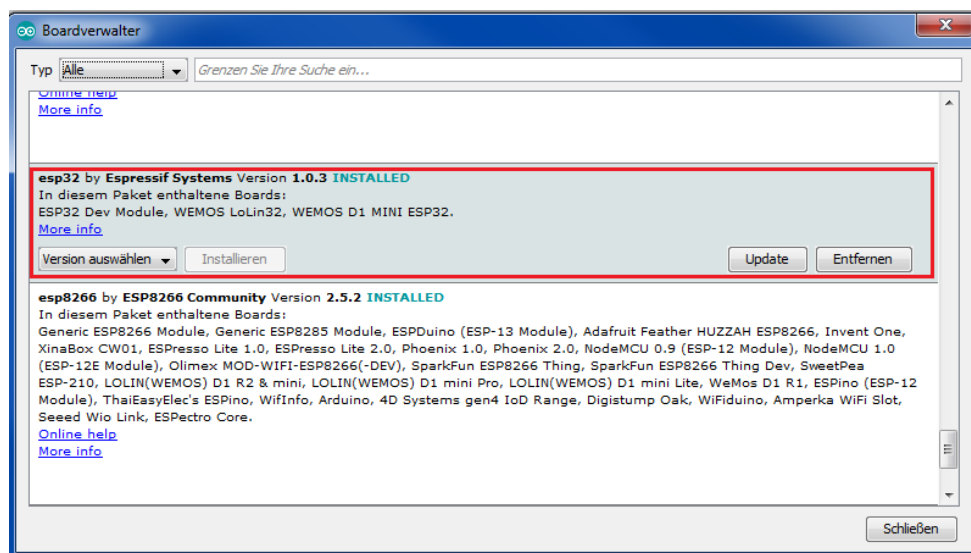 Boardverwalter
Typ Alle Grenzen Sie Ihre Suche ein...
Online help
More info
esp32 by Espressif Systems Version 1.0.3 INSTALLED
In diesem Paket enthaltene Boards:
ESP32 Dev Module, WEMOS LoLin32, WEMOS D1 MINI ESP32.
More info
Version auswählen Installieren Update Entfernen
esp8266 by ESP8266 Community Version 2.5.2 INSTALLED
In diesem Paket enthaltene Boards:
Generic ESP8266 Module, Generic ESP8285 Module, ESPDuino (ESP-13 Module), Adafruit Feather HUZZAH ESP8266, Invent One,
XinaBox CW01, ESPresso Lite 1.0, ESPresso Lite 2.0, Phoenix 1.0, Phoenix 2.0, NodeMCU 0.9 (ESP-12 Module), NodeMCU 1.0
(ESP-12E Module), Olimex MOD-WIFI-ESP8266(-DEV), SparkFun ESP8266 Thing, SparkFun ESP8266 Thing Dev, SweetPea
ESP-210, LOLIN(WEMOS) D1 R2 & mini, LOLIN(WEMOS) D1 mini Pro, LOLIN(WEMOS) D1 mini Lite, WeMos D1 R1, ESPino (ESP-12
Module), ThaiEasyElec's ESPino, WifInfo, Arduino, 4D Systems gen4 IoD Range, Digistump Oak, WiFiduino, Amperka WiFi Slot,
Seeed Wio Link, ESPectro Core.
Online help
More info
Schließen